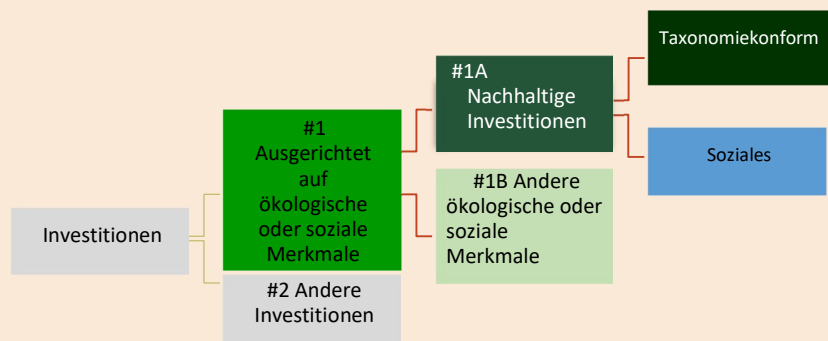 Investitionen
#1
Ausgerichtet
auf
ökologische
oder soziale
Merkmale
#2 Andere
Investitionen
#1A
Nachhaltige
Investitionen
#1B Andere
ökologische oder
soziale
Merkmale
Taxonomiekonform
Soziales